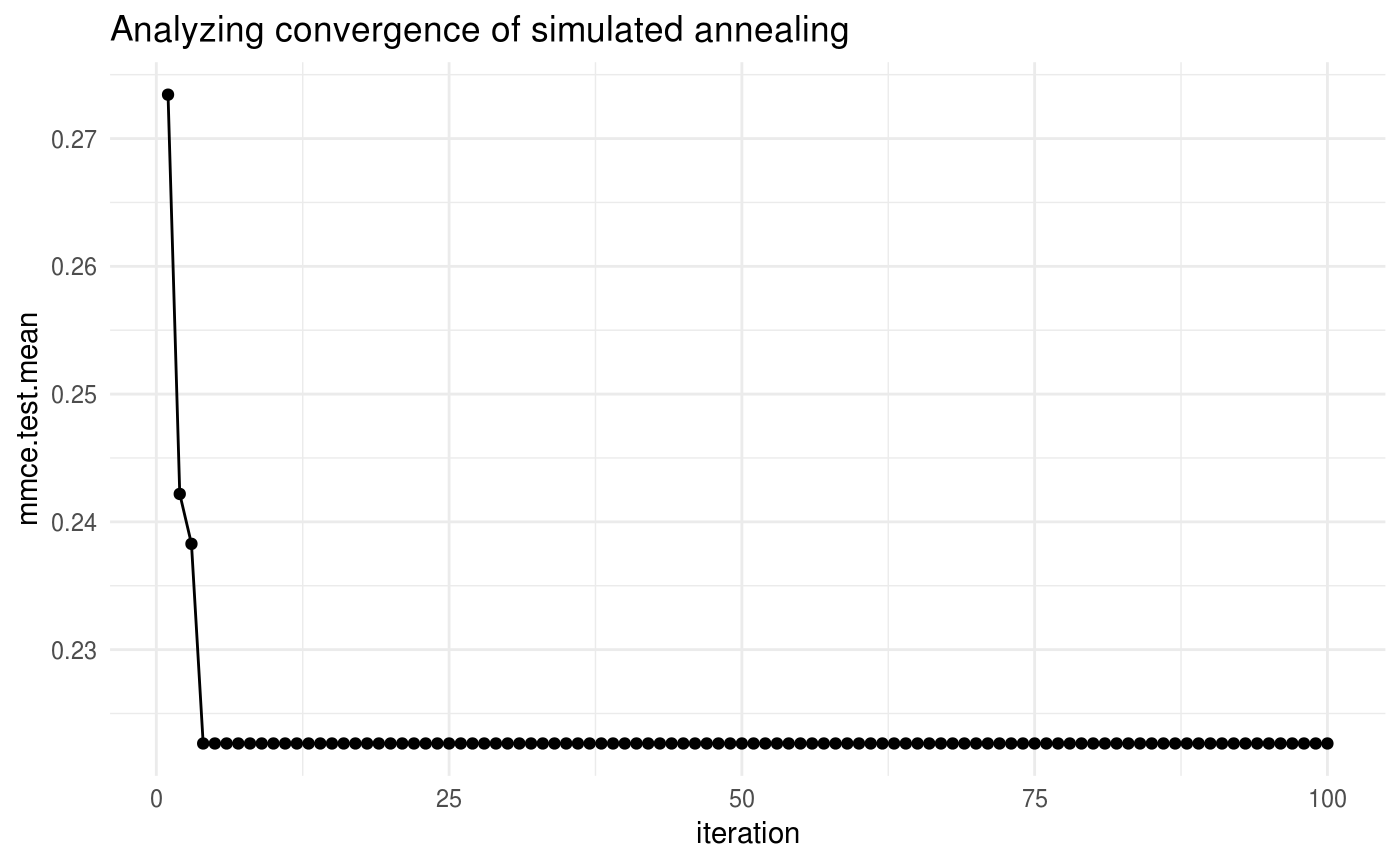 Analyzing convergence of simulated annealing
mmce.test.mean
0.27
0.26
0.25
0.24
0.23
0 25 50 75 100
iteration